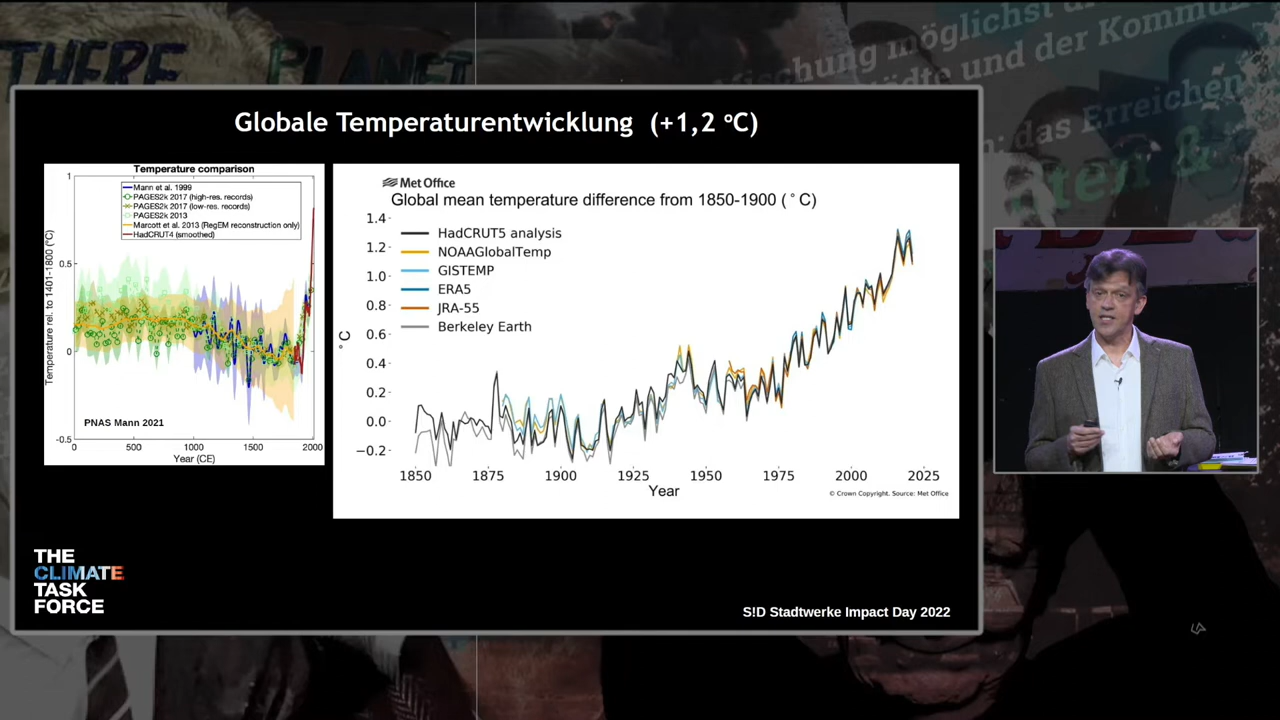 THERE PLANET
Mischung möglichst
und der Kommun
das Erreichen
Globale Temperaturentwicklung (+1,2 °C)
Temperature comparison
Mann et al. 1999
PAGES2k 2017 (high-res. records)
PAGES2k 2017 (low-res. records)
PAGES2k 2013
Marcott et al. 2013 (RegEM reconstruction only)
HadCRUT4 (smoothed)
Temperature rel. to 1401-1800 (°C)
1
0.5
0
-0.5
PNAS Mann 2021
0 500 1000 1500 2000
Year (CE)
Met Office
Global mean temperature difference from 1850-1900 (°C)
HadCRUT5 analysis
NOAAGlobalTemp
GISTEMP
ERA5
JRA-55
Berkeley Earth
°C
1.4
1.2
1.0
0.8
0.6
0.4
0.2
0.0
−0.2
1850 1875 1900 1925 1950 1975 2000 2025
Year
© Crown Copyright. Source: Met Office
THE
CLIMATE
TASK
FORCE
S!D Stadtwerke Impact Day 2022